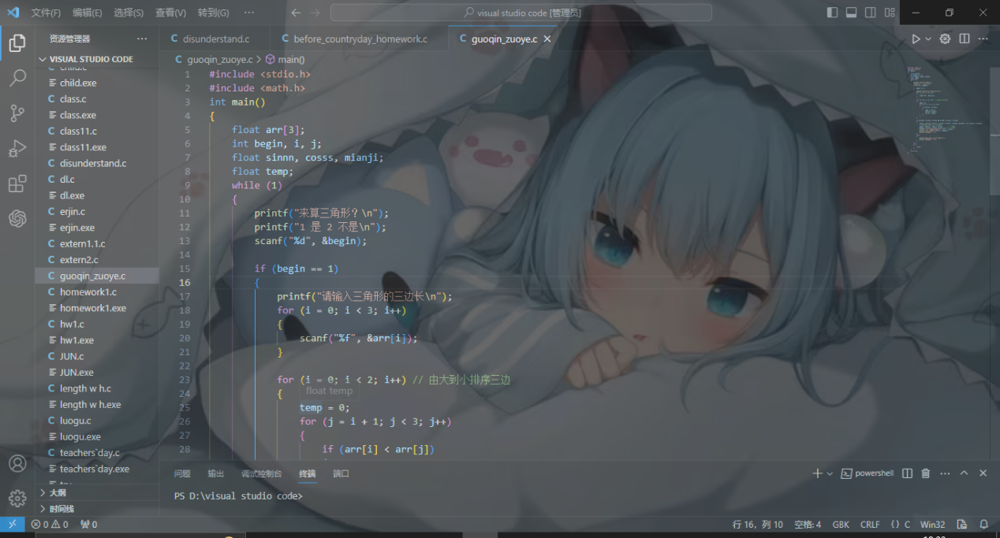 文件(F) 编辑(E) 选择(S) 查看(V) 转到(G) ··· visual studio code [管理员]
资源管理器 ···
VISUAL STUDIO CODE
child.c
child.exe
class.c
class.exe
class11.c
class11.exe
disunderstand.c
dl.c
dl.exe
erjin.c
erjin.exe
extern1.1.c
extern2.c
guoqin_zuoye.c
homework1.c
homework1.exe
hw1.c
hw1.exe
JUN.c
JUN.exe
length w h.c
length w h.exe
luogu.c
luogu.exe
teachers`day.c
teachers`day.exe
大纲
时间线
C disunderstand.c C before_countryday_homework.c C guoqin_zuoye.c
C guoqin_zuoye.c > main()
1 #include <stdio.h>
2 #include <math.h>
3 int main()
4 {
5 float arr[3];
6 int begin, i, j;
7 float sinnn, cosss, mianji;
8 float temp;
9 while (1)
10 {
11 printf("来算三角形?\n");
12 printf("1 是 2 不是\n");
13 scanf("%d", &begin);
14
15 if (begin == 1)
16 {
17 printf("请输入三角形的三边长\n");
18 for (i = 0; i < 3; i++)
19 {
20 scanf("%f", &arr[i]);
21 }
22
23 for (i = 0; i < 2; i++) // 由大到小排序三边
24 {
float temp
25 temp = 0;
26 for (j = i + 1; j < 3; j++)
27 {
28 if (arr[i] < arr[j])
问题 输出 调试控制台 终端 端口 powershell
PS D:\visual studio code>
0 0 0 行 16，列 10 空格: 4 GBK CRLF {} C Win32